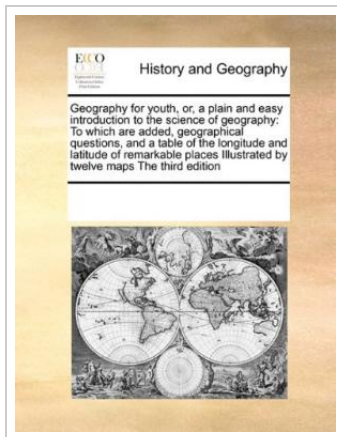 ECCO
History and Geography
Geography for youth, or, a plain and easy
introduction to the science of geography:
To which are added, geographical
questions, and a table of the longitude and
latitude of remarkable places Illustrated by
twelve maps The third edition